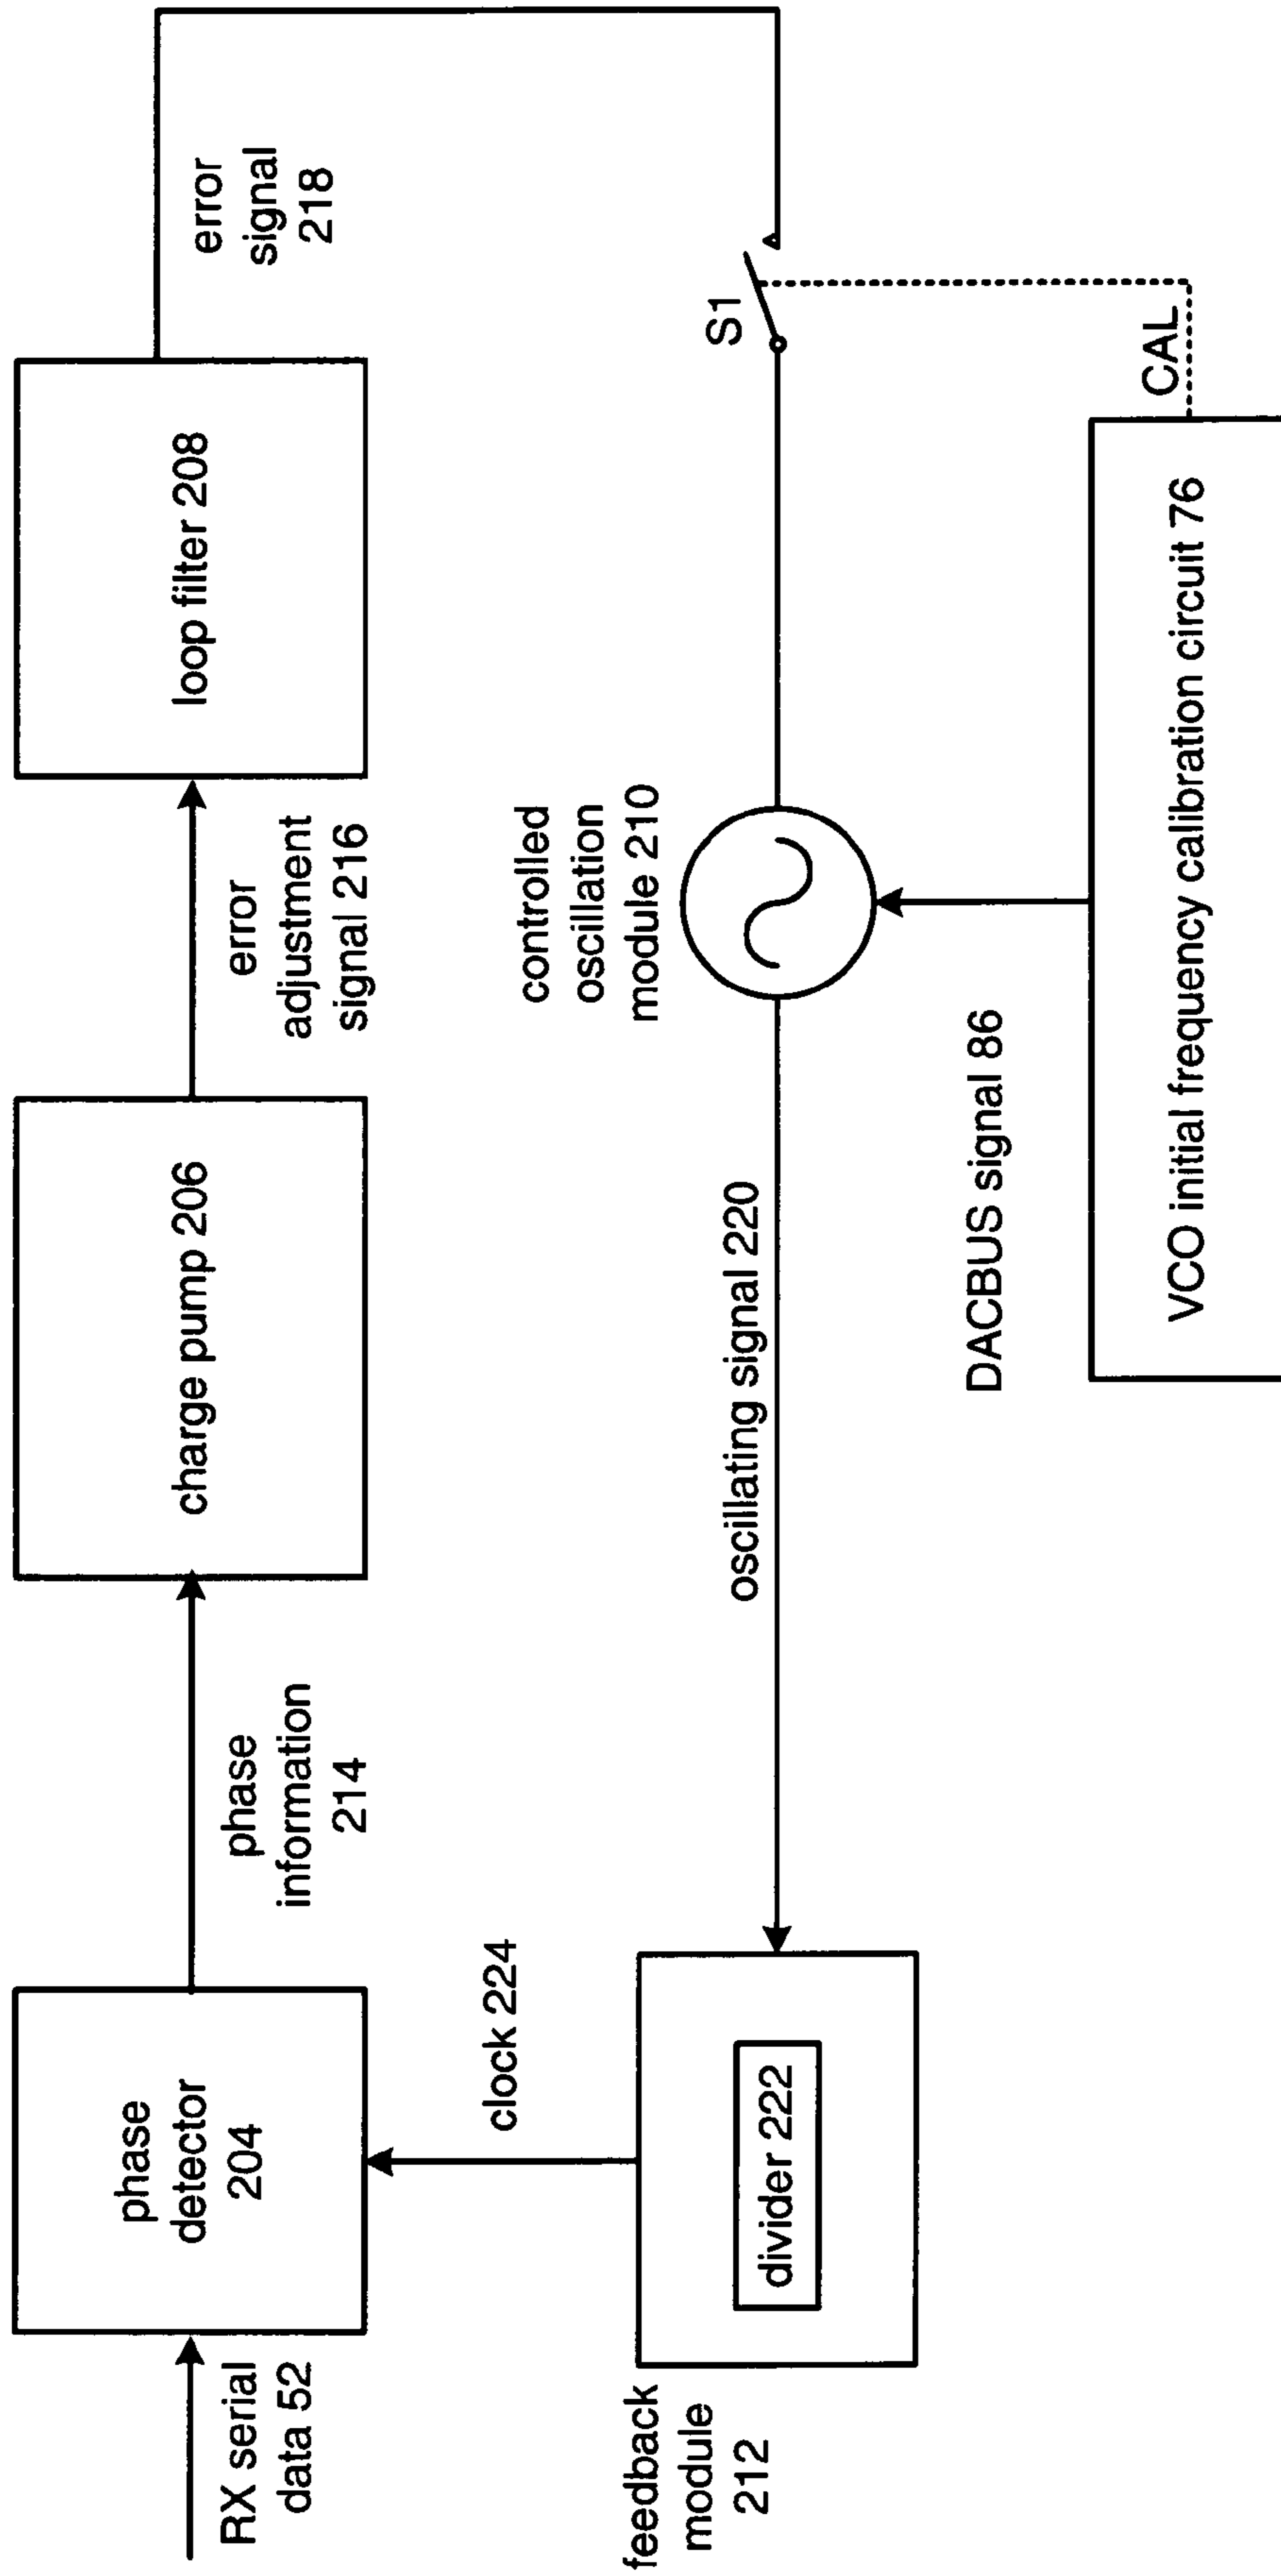 RX serial
data 52
phase
detector
204
phase
information
214
charge pump 206
error
adjustment
signal 216
loop filter 208
error
signal
218
clock 224
feedback
module
212
divider 222
oscillating signal 220
controlled
oscillation
module 210
S1
DACBUS signal 86
CAL
VCO initial frequency calibration circuit 76